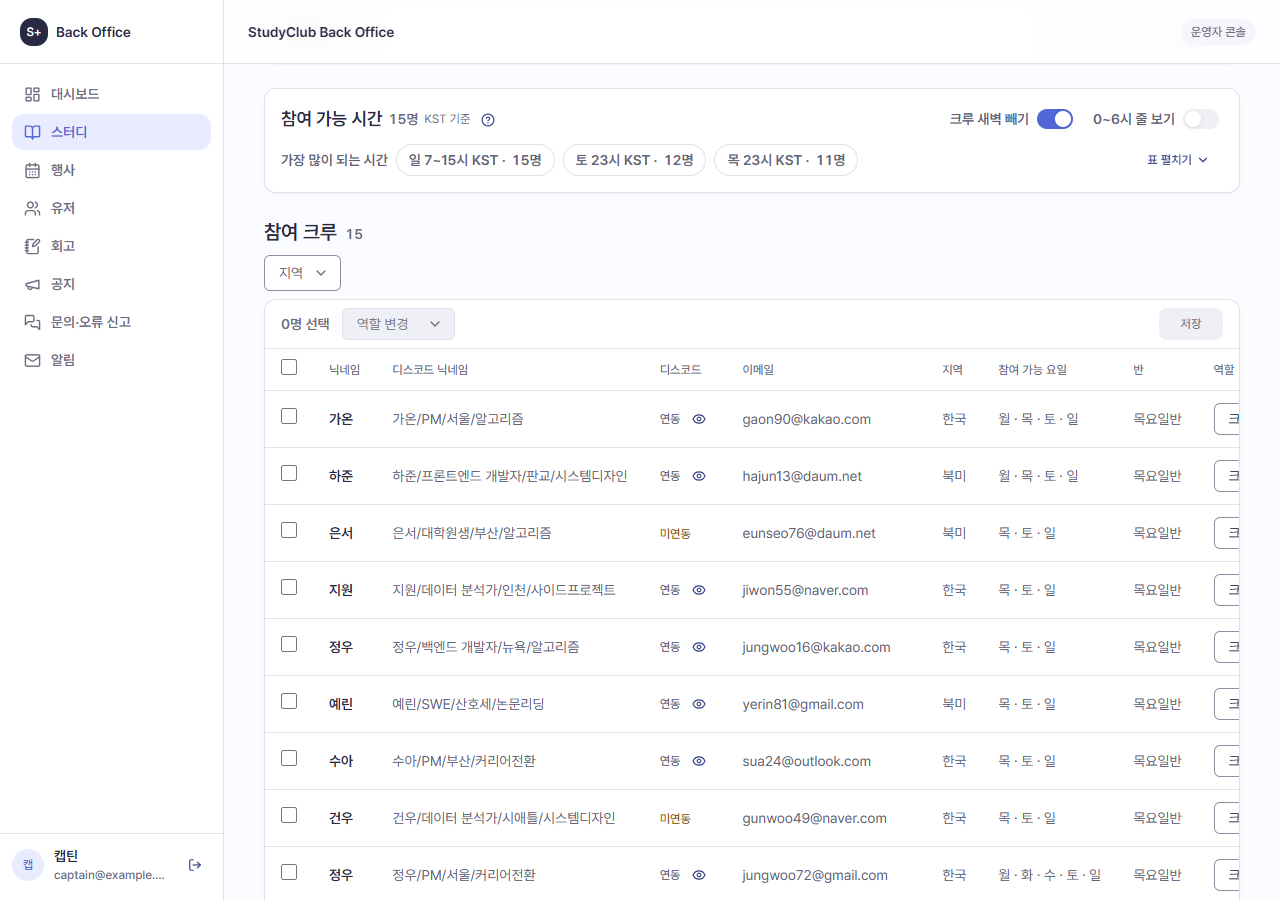 S+ Back Office
StudyClub Back Office
운영자 콘솔
대시보드
스터디
행사
유저
회고
공지
문의·오류 신고
알림
캡
캡틴
captain@example....
참여 가능 시간 15명 KST 기준
크루 새벽 빼기
0~6시 줄 보기
가장 많이 되는 시간 일 7~15시 KST · 15명 토 23시 KST · 12명 목 23시 KST · 11명 표 펼치기
참여 크루 15
지역
0명 선택 역할 변경 저장
닉네임 디스코드 닉네임 디스코드 이메일 지역 참여 가능 요일 반 역할
가온 가온/PM/서울/알고리즘 연동 gaon90@kakao.com 한국 월 · 목 · 토 · 일 목요일반
하준 하준/프론트엔드 개발자/판교/시스템디자인 연동 hajun13@daum.net 북미 월 · 목 · 토 · 일 목요일반
은서 은서/대학원생/부산/알고리즘 미연동 eunseo76@daum.net 북미 목 · 토 · 일 목요일반
지원 지원/데이터 분석가/인천/사이드프로젝트 연동 jiwon55@naver.com 한국 목 · 토 · 일 목요일반
정우 정우/백엔드 개발자/뉴욕/알고리즘 연동 jungwoo16@kakao.com 한국 목 · 토 · 일 목요일반
예린 예린/SWE/산호세/논문리딩 연동 yerin81@gmail.com 북미 목 · 토 · 일 목요일반
수아 수아/PM/부산/커리어전환 연동 sua24@outlook.com 한국 목 · 토 · 일 목요일반
건우 건우/데이터 분석가/시애틀/시스템디자인 미연동 gunwoo49@naver.com 한국 목 · 토 · 일 목요일반
정우 정우/PM/서울/커리어전환 연동 jungwoo72@gmail.com 한국 월 · 화 · 수 · 토 · 일 목요일반